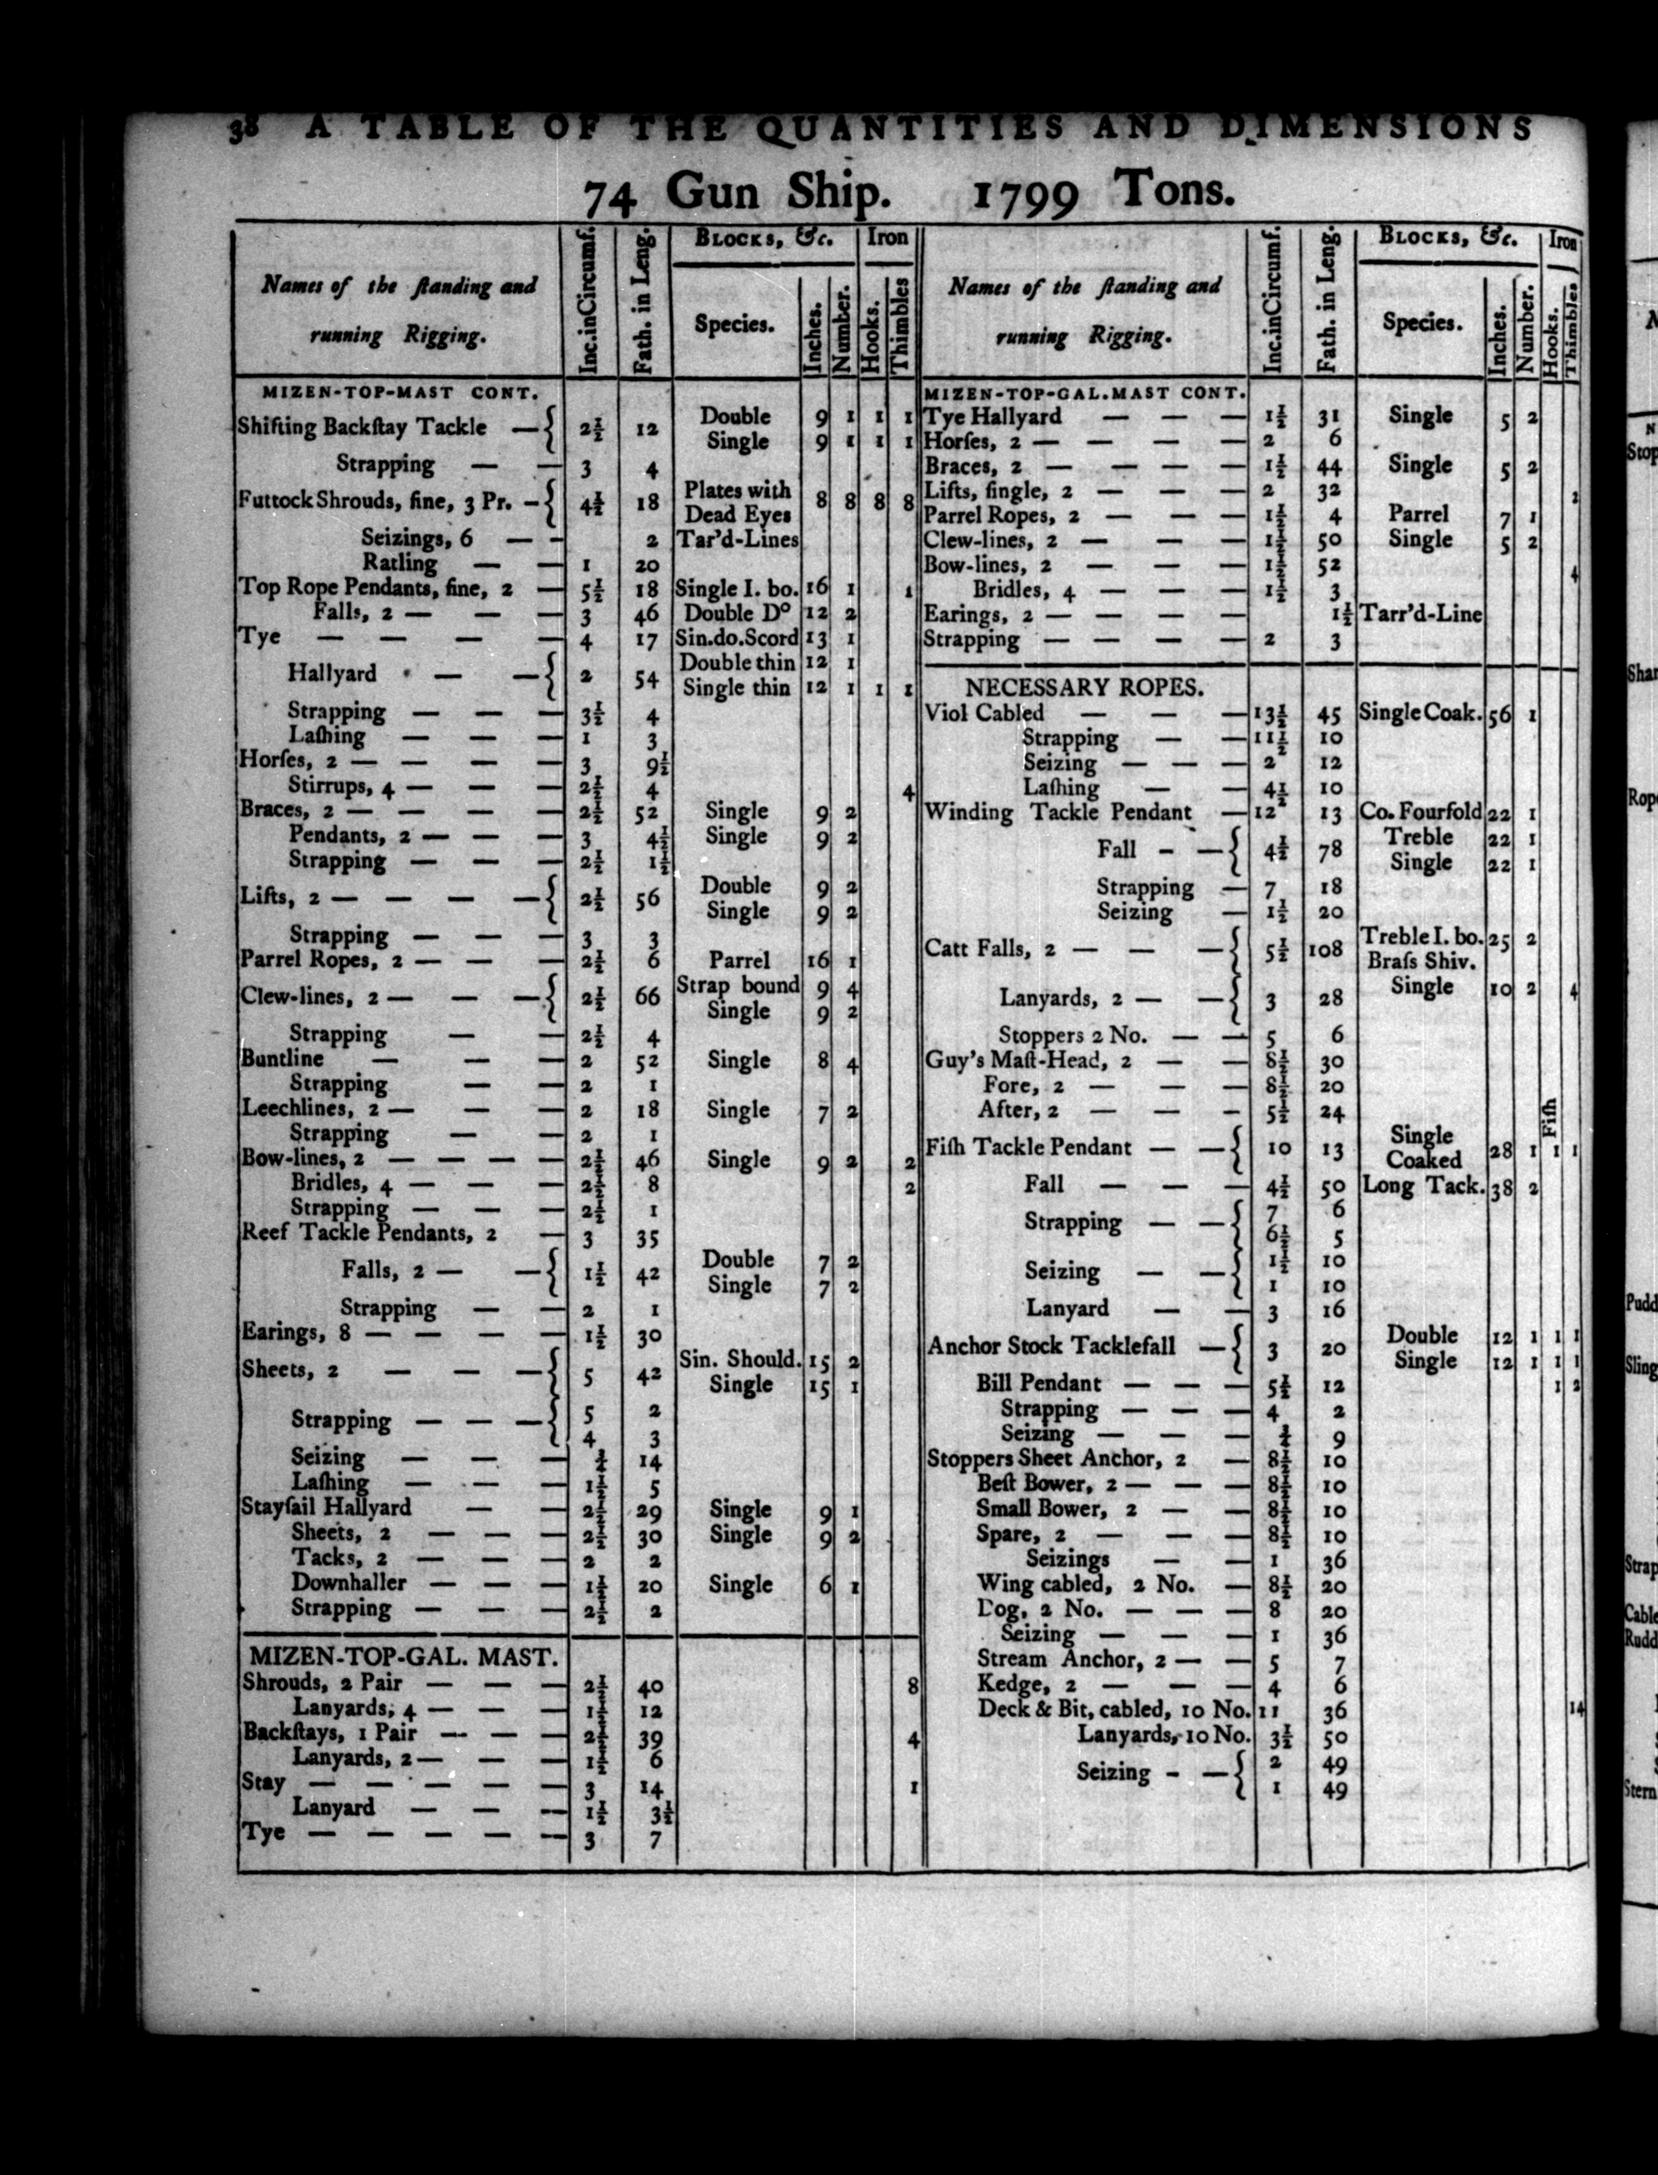 38 A TABLE OF THE QUANTITIES AND DIMENSIONS
74 Gun Ship. 1799 Tons.
Names of the ſtanding and running Rigging. | Inc. in Circumf. | Fath. in Leng. | BLOCKS, &c. Species. | Inches. | Number. | Iron Hooks. | Thimbles
MIZEN-TOP-MAST CONT.
Shifting Backſtay Tackle — { 2½ 12 Double 9 1 1 1
Single 9 1 1 1
Strapping — — 3 4
Futtock Shrouds, fine, 3 Pr. - { 4½ 18 Plates with 8 8 8 8
Dead Eyes
Seizings, 6 — - 2 Tar'd-Lines
Ratling — — 1 20
Top Rope Pendants, fine, 2 — 5½ 18 Single I. bo. 16 1 1
Falls, 2 — — — 3 46 Double Dº 12 2
Tye — — — — 4 17 Sin.do.Scord 13 1
Hallyard — — { 2 54 Double thin 12 1
Single thin 12 1 1 1
Strapping — — — 3½ 4
Laſhing — — — 1 3
Horſes, 2 — — — — 3 9½
Stirrups, 4 — — — 2½ 4 4
Braces, 2 — — — — 2½ 52 Single 9 2
Pendants, 2 — — — 3 4½ Single 9 2
Strapping — — — 2½ 1½
Lifts, 2 — — — — { 2½ 56 Double 9 2
Single 9 2
Strapping — — — 3 3
Parrel Ropes, 2 — — — 2½ 6 Parrel 16 1
Clew-lines, 2 — — — { 2½ 66 Strap bound 9 4
Single 9 2
Strapping — — 2½ 4
Buntline — — — 2 52 Single 8 4
Strapping — — 2 1
Leechlines, 2 — — — 2 18 Single 7 2
Strapping — — 2 1
Bow-lines, 2 — — — — 2½ 46 Single 9 2 2
Bridles, 4 — — — 2½ 8 2
Strapping — — — 2½ 1
Reef Tackle Pendants, 2 — 3 35
Falls, 2 — — { 1½ 42 Double 7 2
Single 7 2
Strapping — — 2 1
Earings, 8 — — — — 1½ 30
Sheets, 2 — — — { 5 42 Sin. Should. 15 2
Single 15 1
Strapping — — — { 5 2
4 3
Seizing — — — ¾ 14
Laſhing — — — 1½ 5
Stayſail Hallyard — — 2½ 29 Single 9 1
Sheets, 2 — — — 2½ 30 Single 9 2
Tacks, 2 — — — 2 2
Downhaller — — — 1½ 20 Single 6 1
Strapping — — — 2½ 2
MIZEN-TOP-GAL. MAST.
Shrouds, 2 Pair — — — 2½ 40 8
Lanyards, 4 — — — 1½ 12
Backſtays, 1 Pair — — — 2½ 39 4
Lanyards, 2 — — — 1½ 6
Stay — — — — — 3 14 1
Lanyard — — — 1½ 3½
Tye — — — — — 3 7
Names of the ſtanding and running Rigging. | Inc. in Circumf. | Fath. in Leng. | BLOCKS, &c. Species. | Inches. | Number. | Iron Hooks. | Thimbles
MIZEN-TOP-GAL. MAST CONT.
Tye Hallyard — — — 1½ 31 Single 5 2
Horſes, 2 — — — — 2 6
Braces, 2 — — — — 1½ 44 Single 5 2
Lifts, ſingle, 2 — — — 2 32 2
Parrel Ropes, 2 — — — 1½ 4 Parrel 7 1
Clew-lines, 2 — — — 1½ 50 Single 5 2
Bow-lines, 2 — — — 1½ 52 4
Bridles, 4 — — — 1½ 3
Earings, 2 — — — — 1½ Tarr'd-Line
Strapping — — — — 2 3
NECESSARY ROPES.
Viol Cabled — — — 13½ 45 Single Coak. 56 1
Strapping — — 11½ 10
Seizing — — — 2 12
Laſhing — — 4½ 10
Winding Tackle Pendant — 12 13 Co. Fourfold 22 1
Fall - — { 4½ 78 Treble 22 1
Single 22 1
Strapping — 7 18
Seizing — 1½ 20
Catt Falls, 2 — — — { 5½ 108 Treble I. bo. 25 2
Braſs Shiv.
Lanyards, 2 — — { 3 28 Single 10 2 4
Stoppers 2 No. — — 5 6
Guy's Maſt-Head, 2 — — 8½ 30
Fore, 2 — — — 8½ 20
After, 2 — — - 5½ 24
Fiſh Tackle Pendant — — { 10 13 Single Coaked 28 1 Fiſh 1 1
Fall — — — 4½ 50 Long Tack. 38 2
Strapping — — { 7 6
6½ 5
Seizing — — { 1½ 10
1 10
Lanyard — — 3 16
Anchor Stock Tacklefall — { 3 20 Double 12 1 1 1
Single 12 1 1 1
Bill Pendant — — — 5½ 12 1 2
Strapping — — — 4 2
Seizing — — — ¾ 9
Stoppers Sheet Anchor, 2 — 8½ 10
Beſt Bower, 2 — — — 8½ 10
Small Bower, 2 — — 8½ 10
Spare, 2 — — — 8½ 10
Seizings — — 1 36
Wing cabled, 2 No. — 8½ 20
Dog, 2 No. — — — 8 20
Seizing — — — 1 36
Stream Anchor, 2 — — 5 7
Kedge, 2 — — — 4 6
Deck & Bit, cabled, 10 No. 11 36 14
Lanyards, 10 No. 3½ 50
Seizing - — { 2 49
1 49